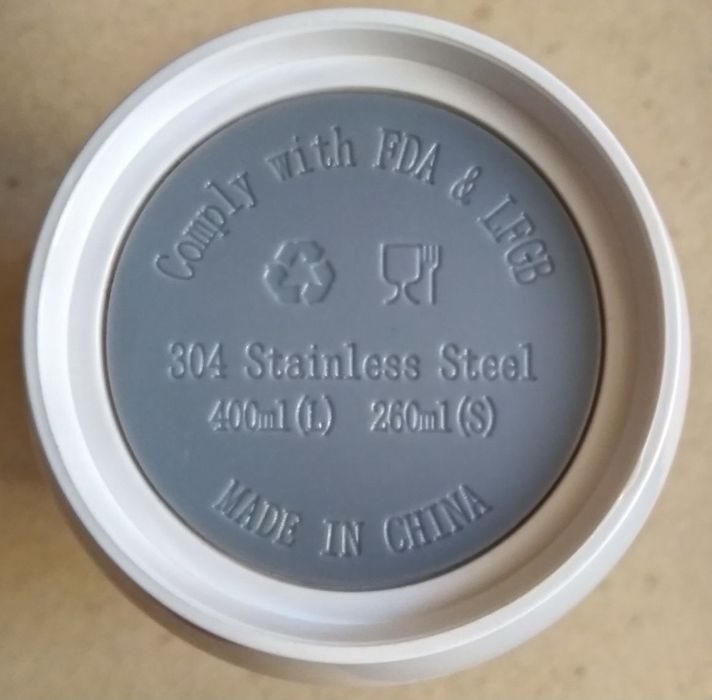 Comply with FDA & LFGB
304 Stainless Steel
400ml(L) 260ml(S)
MADE IN CHINA